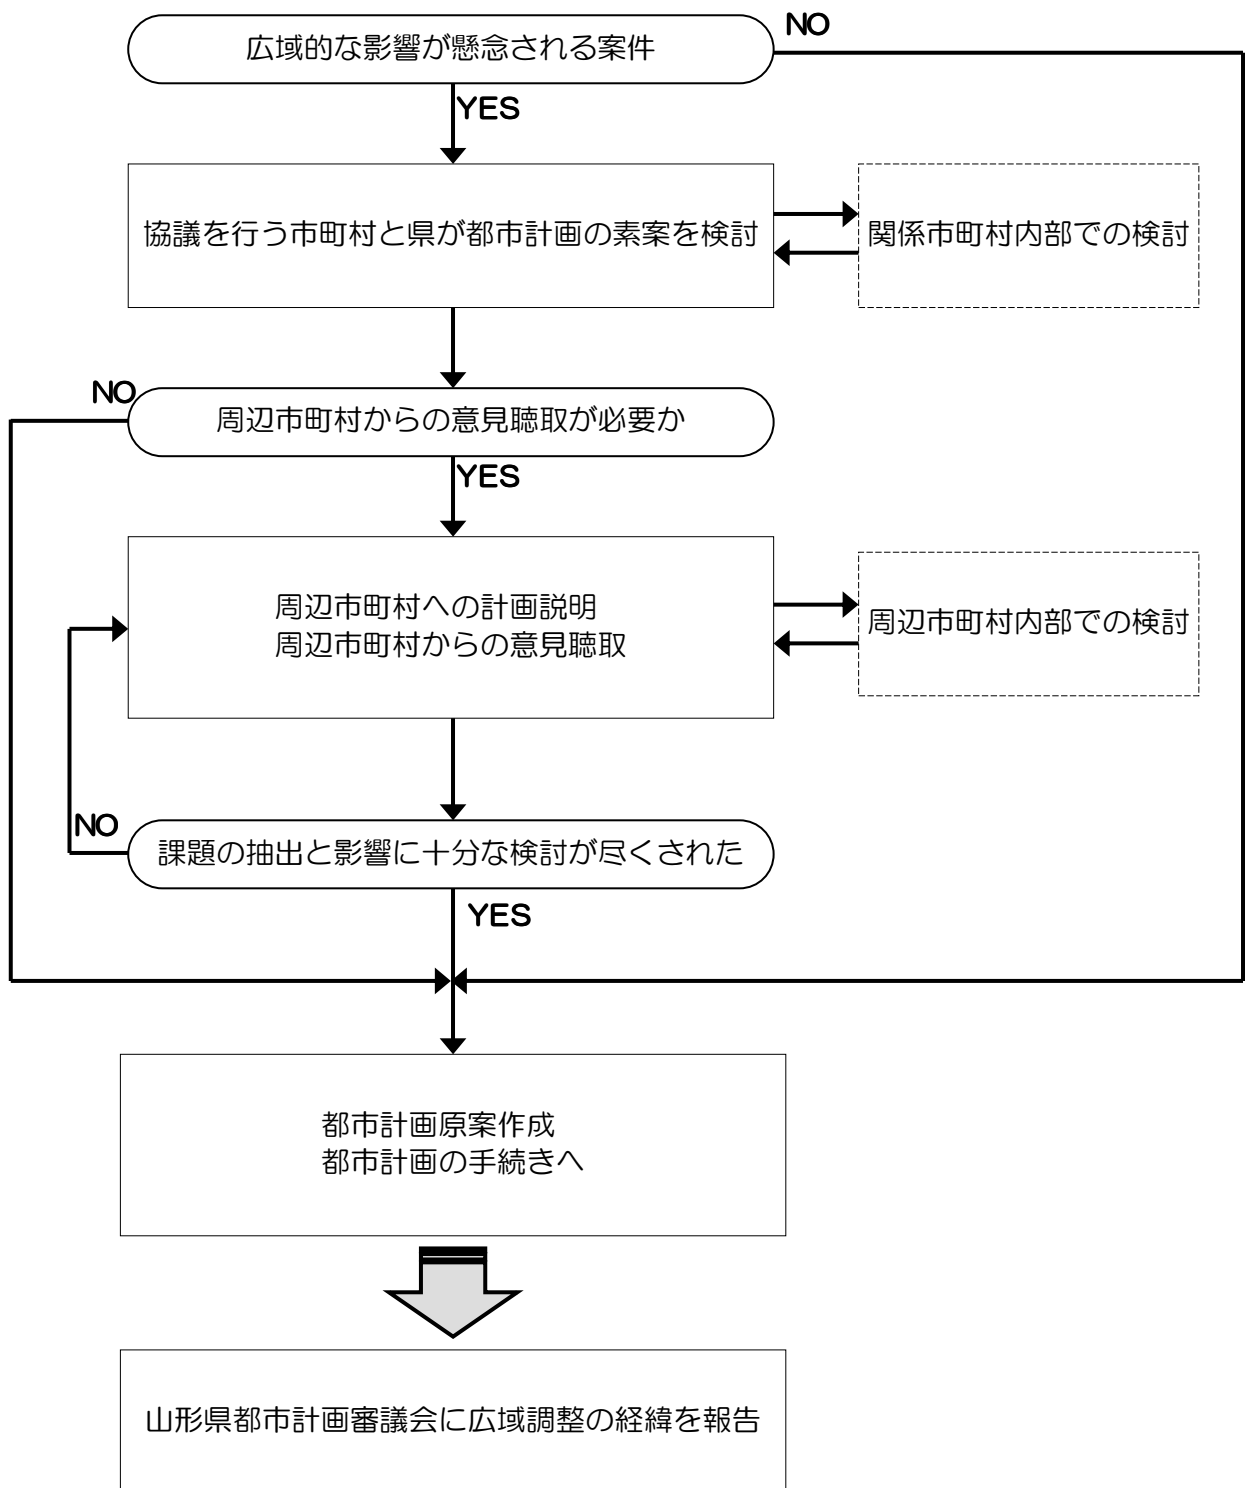 広域的な影響が懸念される案件
NO
YES
協議を行う市町村と県が都市計画の素案を検討
関係市町村内部での検討
NO
周辺市町村からの意見聴取が必要か
YES
周辺市町村への計画説明
周辺市町村からの意見聴取
周辺市町村内部での検討
NO
課題の抽出と影響に十分な検討が尽くされた
YES
都市計画原案作成
都市計画の手続きへ
山形県都市計画審議会に広域調整の経緯を報告